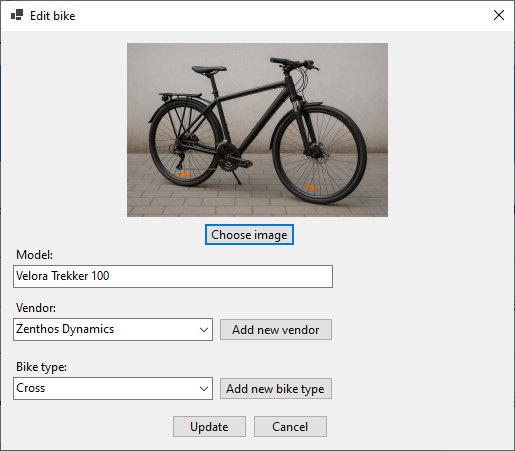 Edit bike
Choose image
Model:
Velora Trekker 100
Vendor:
Zenthos Dynamics
Add new vendor
Bike type:
Cross
Add new bike type
Update
Cancel